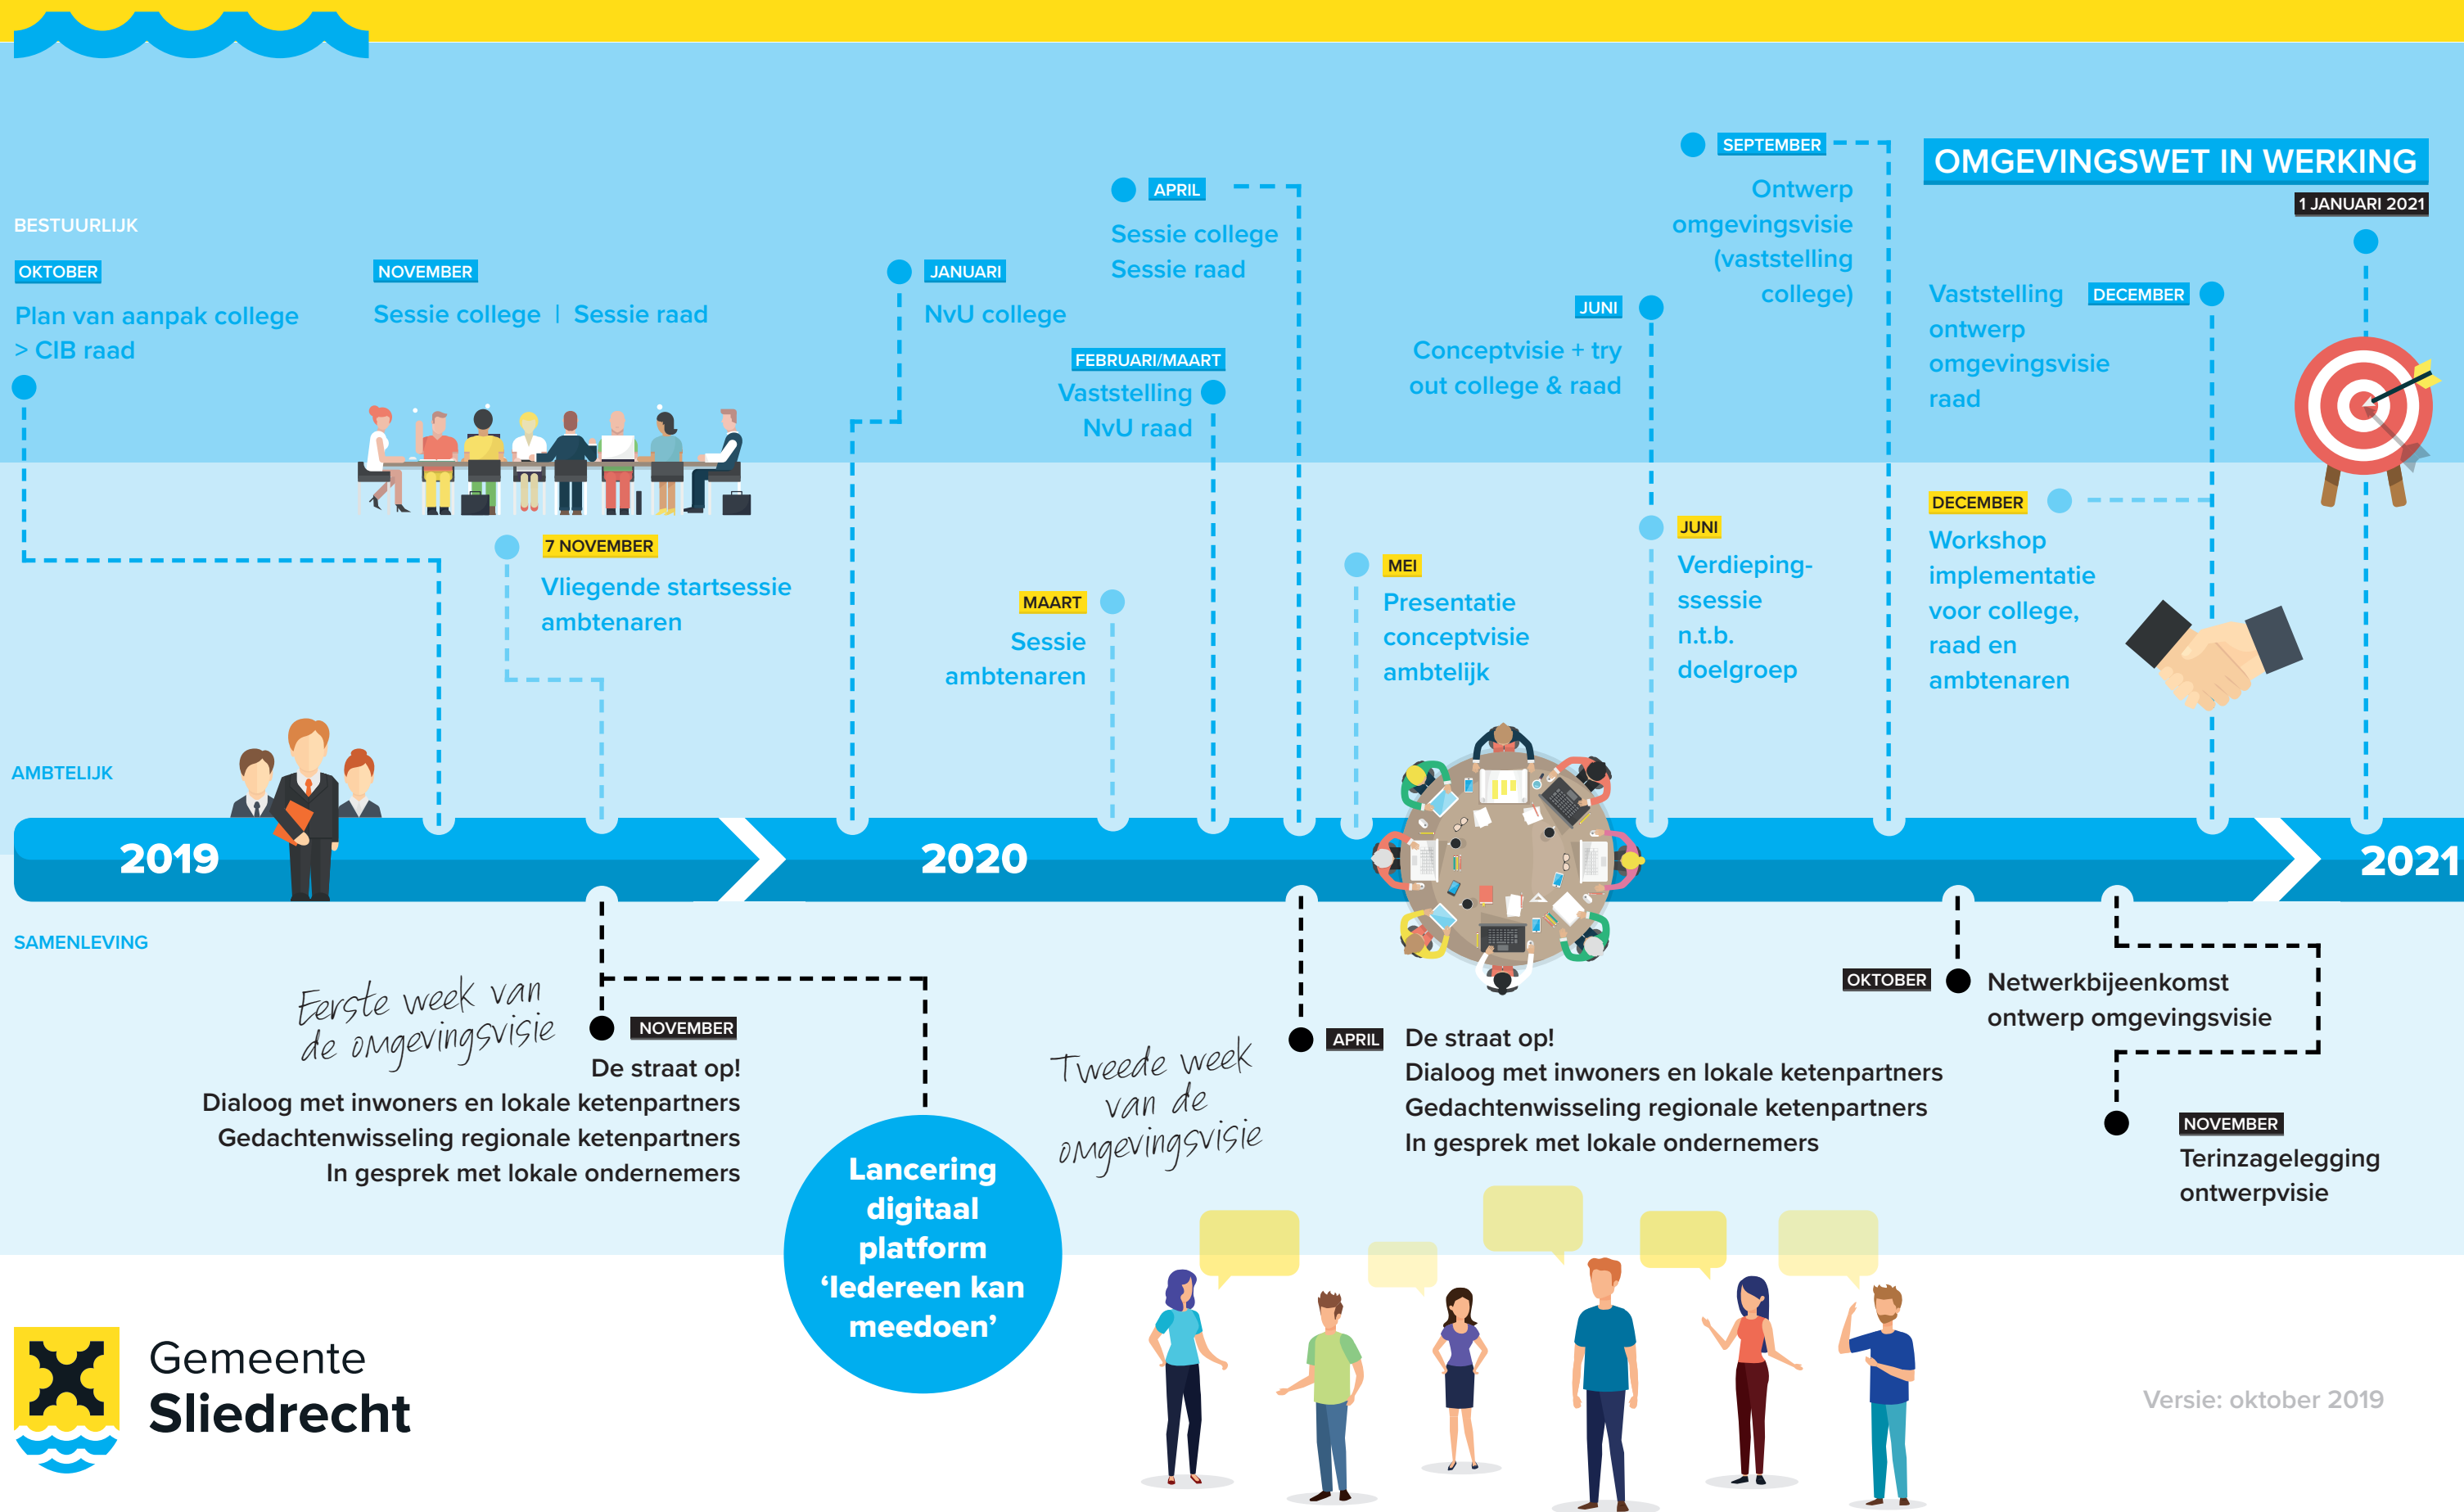 BESTUURLIJK
OKTOBER
Plan van aanpak college
> CIB raad
NOVEMBER
Sessie college | Sessie raad
JANUARI
NvU college
FEBRUARI/MAART
Vaststelling
NvU raad
APRIL
Sessie college
Sessie raad
JUNI
Conceptvisie + try
out college & raad
SEPTEMBER
Ontwerp
omgevingsvisie
(vaststelling
college)
OMGEVINGSWET IN WERKING
1 JANUARI 2021
Vaststelling
DECEMBER
ontwerp
omgevingsvisie
raad
AMBTELIJK
7 NOVEMBER
Vliegende startsessie
ambtenaren
MAART
Sessie
ambtenaren
MEI
Presentatie
conceptvisie
ambtelijk
JUNI
Verdieping-
ssessie
n.t.b.
doelgroep
DECEMBER
Workshop
implementatie
voor college,
raad en
ambtenaren
2019
2020
2021
SAMENLEVING
Eerste week van
de omgevingsvisie
NOVEMBER
De straat op!
Dialoog met inwoners en lokale ketenpartners
Gedachtenwisseling regionale ketenpartners
In gesprek met lokale ondernemers
Lancering
digitaal
platform
‘Iedereen kan
meedoen’
Tweede week
van de
omgevingsvisie
APRIL
De straat op!
Dialoog met inwoners en lokale ketenpartners
Gedachtenwisseling regionale ketenpartners
In gesprek met lokale ondernemers
OKTOBER
Netwerkbijeenkomst
ontwerp omgevingsvisie
NOVEMBER
Terinzagelegging
ontwerpvisie
Gemeente
Sliedrecht
Versie: oktober 2019